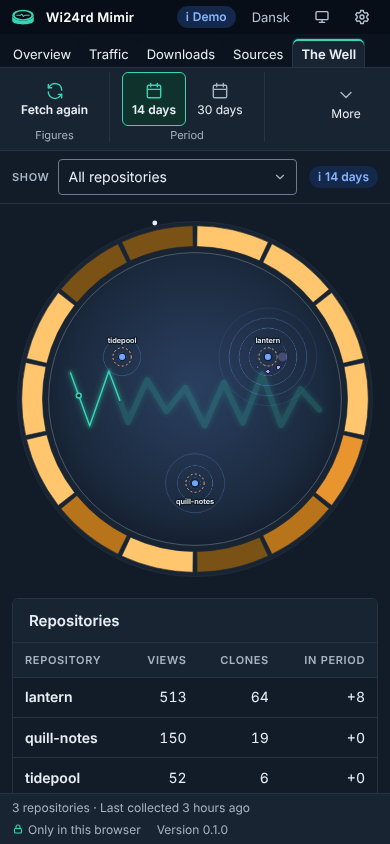 Wi24rd Mimir
i Demo
Dansk
Overview
Traffic
Downloads
Sources
The Well
Fetch again
14 days
30 days
More
Figures
Period
SHOW
All repositories
i 14 days
tidepool
lantern
quill-notes
Repositories
REPOSITORY VIEWS CLONES IN PERIOD
lantern 513 64 +8
quill-notes 150 19 +0
tidepool 52 6 +0
3 repositories · Last collected 3 hours ago
Only in this browser Version 0.1.0